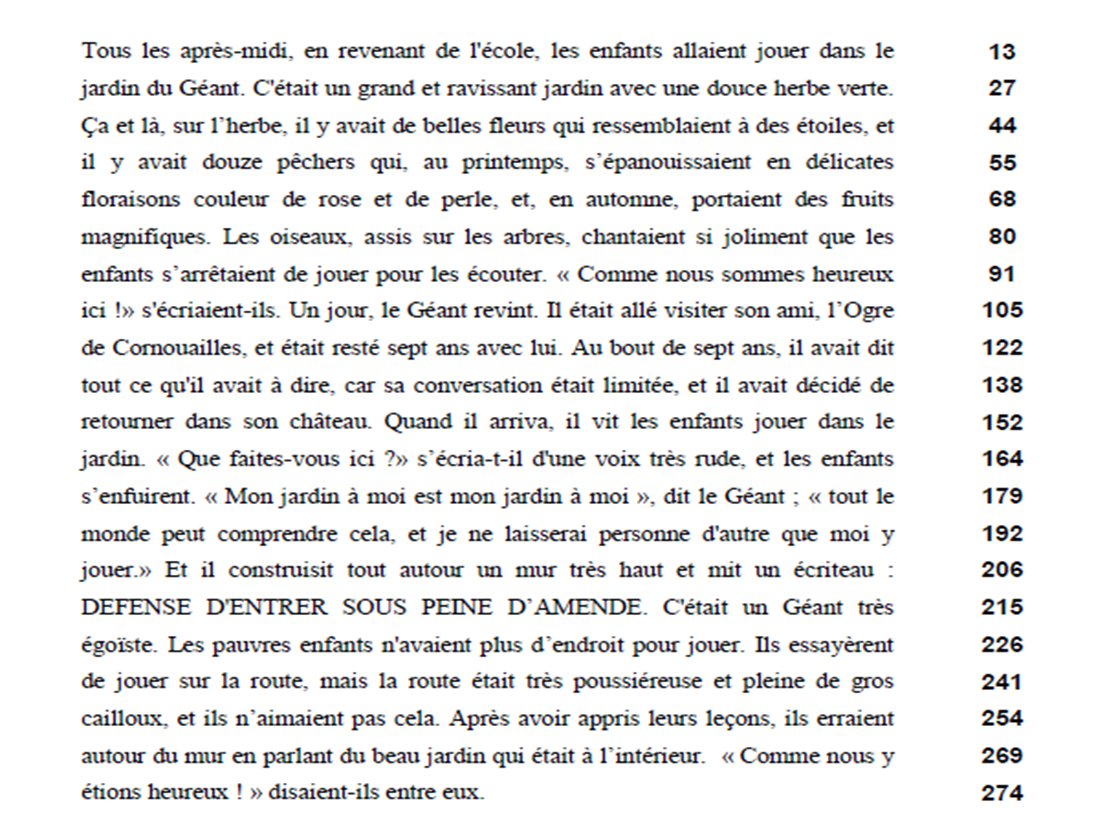 Tous les après-midi, en revenant de l'école, les enfants allaient jouer dans le 13
jardin du Géant. C'était un grand et ravissant jardin avec une douce herbe verte. 27
Ça et là, sur l’herbe, il y avait de belles fleurs qui ressemblaient à des étoiles, et 44
il y avait douze pêchers qui, au printemps, s’épanouissaient en délicates 55
floraisons couleur de rose et de perle, et, en automne, portaient des fruits 68
magnifiques. Les oiseaux, assis sur les arbres, chantaient si joliment que les 80
enfants s’arrêtaient de jouer pour les écouter. « Comme nous sommes heureux 91
ici !» s'écriaient-ils. Un jour, le Géant revint. Il était allé visiter son ami, l’Ogre 105
de Cornouailles, et était resté sept ans avec lui. Au bout de sept ans, il avait dit 122
tout ce qu'il avait à dire, car sa conversation était limitée, et il avait décidé de 138
retourner dans son château. Quand il arriva, il vit les enfants jouer dans le 152
jardin. « Que faites-vous ici ?» s’écria-t-il d'une voix très rude, et les enfants 164
s’enfuirent. « Mon jardin à moi est mon jardin à moi », dit le Géant ; « tout le 179
monde peut comprendre cela, et je ne laisserai personne d'autre que moi y 192
jouer.» Et il construisit tout autour un mur très haut et mit un écriteau : 206
DEFENSE D'ENTRER SOUS PEINE D’AMENDE. C'était un Géant très 215
égoïste. Les pauvres enfants n'avaient plus d’endroit pour jouer. Ils essayèrent 226
de jouer sur la route, mais la route était très poussiéreuse et pleine de gros 241
cailloux, et ils n’aimaient pas cela. Après avoir appris leurs leçons, ils erraient 254
autour du mur en parlant du beau jardin qui était à l’intérieur. « Comme nous y 269
étions heureux ! » disaient-ils entre eux. 274